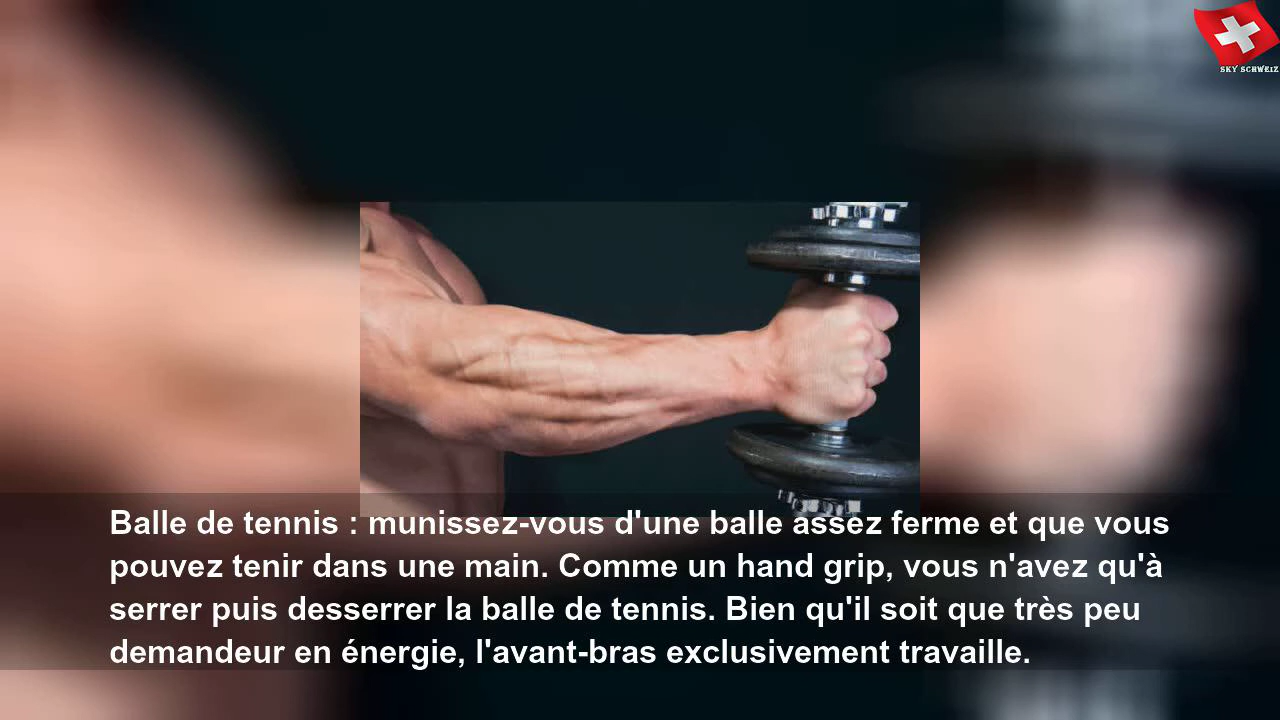 SKY SCHWEIZ
Balle de tennis : munissez-vous d'une balle assez ferme et que vous
pouvez tenir dans une main. Comme un hand grip, vous n'avez qu'à
serrer puis desserrer la balle de tennis. Bien qu'il soit que très peu
demandeur en énergie, l'avant-bras exclusivement travaille.